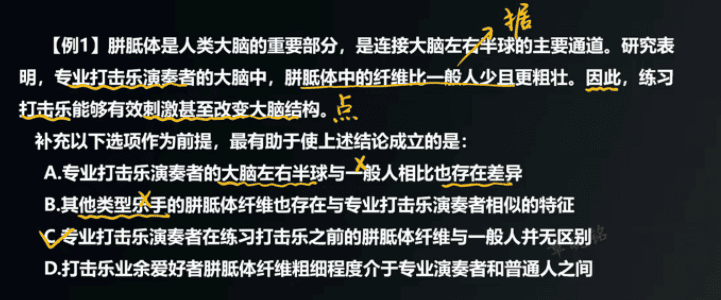 据
【例1】胼胝体是人类大脑的重要部分，是连接大脑左右半球的主要通道。研究表
明，专业打击乐演奏者的大脑中，胼胝体中的纤维比一般人少且更粗壮。因此，练习
打击乐能够有效刺激甚至改变大脑结构。点
补充以下选项作为前提，最有助于使上述结论成立的是：
A.专业打击乐演奏者的大脑左右半球与一般人相比也存在差异
B.其他类型乐手的胼胝体纤维也存在与专业打击乐演奏者相似的特征
C.专业打击乐演奏者在练习打击乐之前的胼胝体纤维与一般人并无区别
D.打击乐业余爱好者胼胝体纤维粗细程度介于专业演奏者和普通人之间